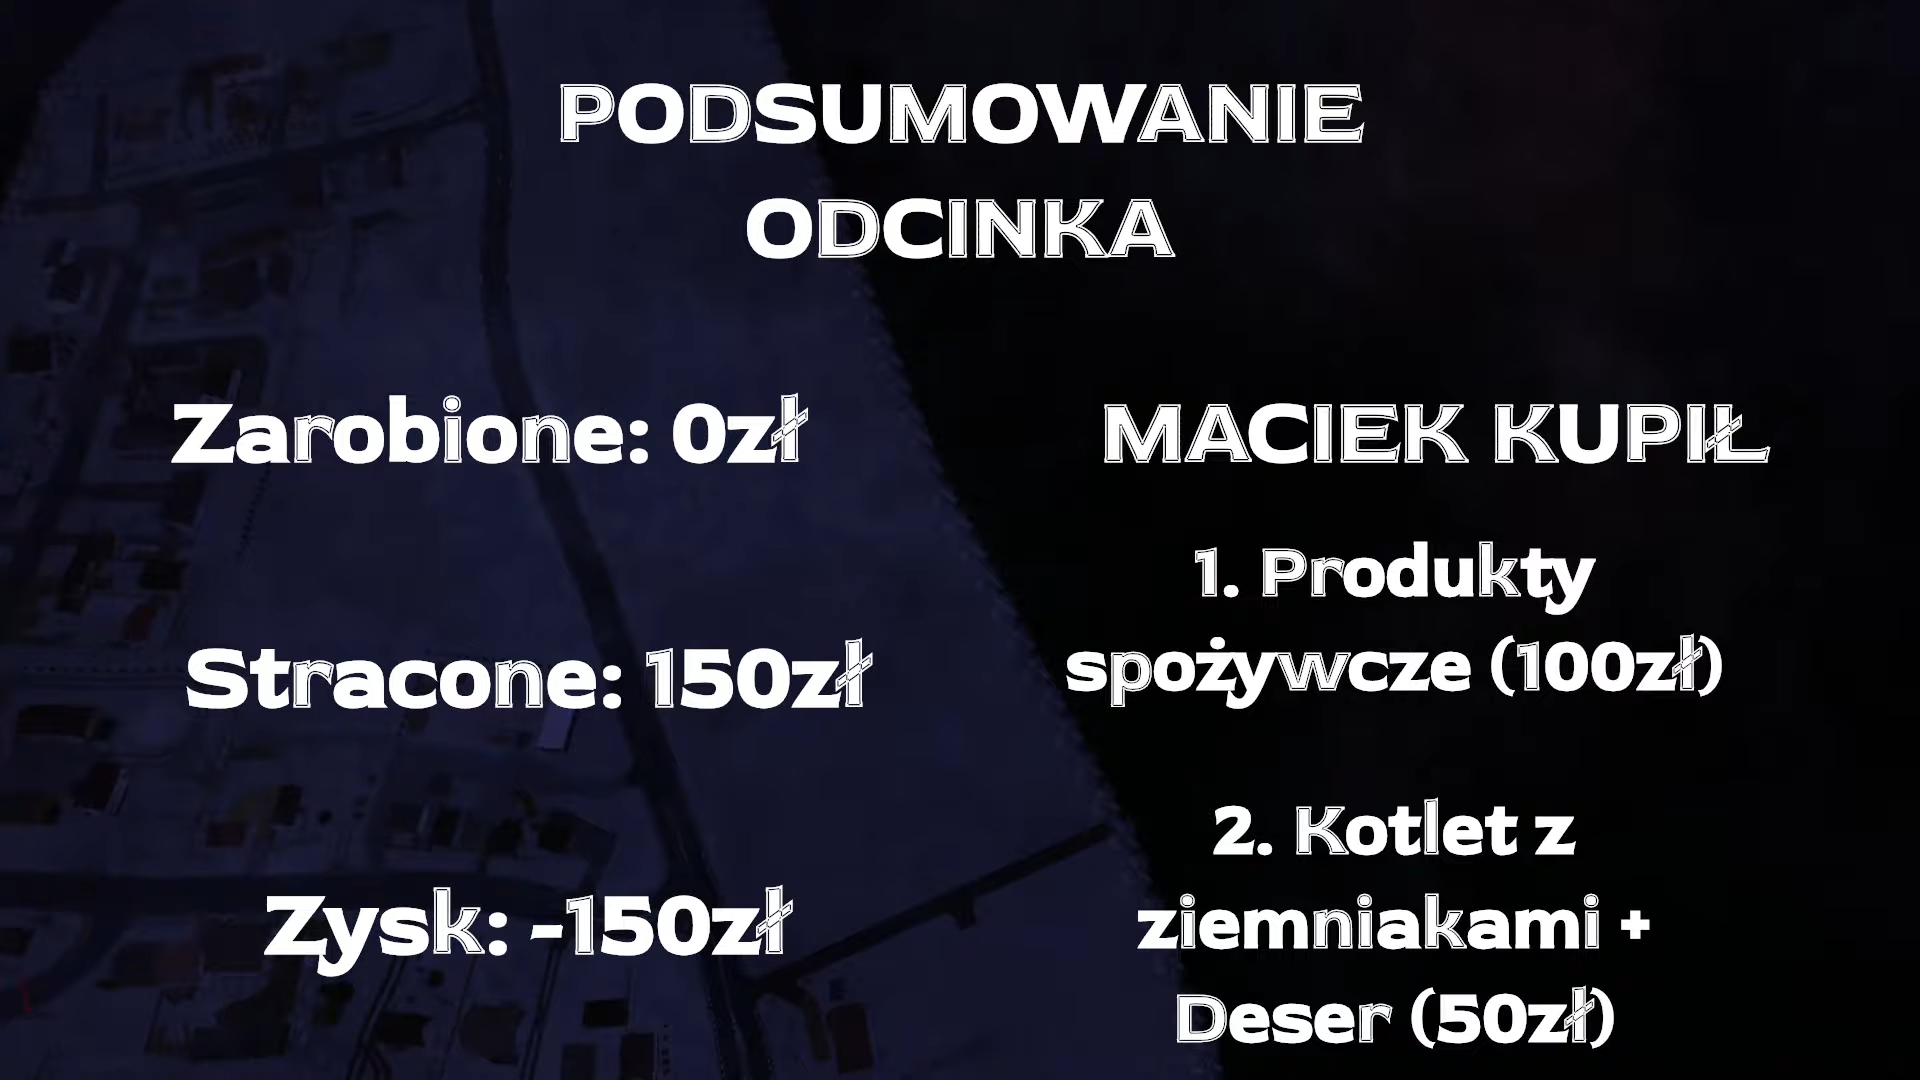 PODSUMOWANIE
ODCINKA
Zarobione: 0zł
Stracone: 150zł
Zysk: -150zł
MACIEK KUPIŁ
1. Produkty
spożywcze (100zł)
2. Kotlet z
ziemniakami +
Deser (50zł)